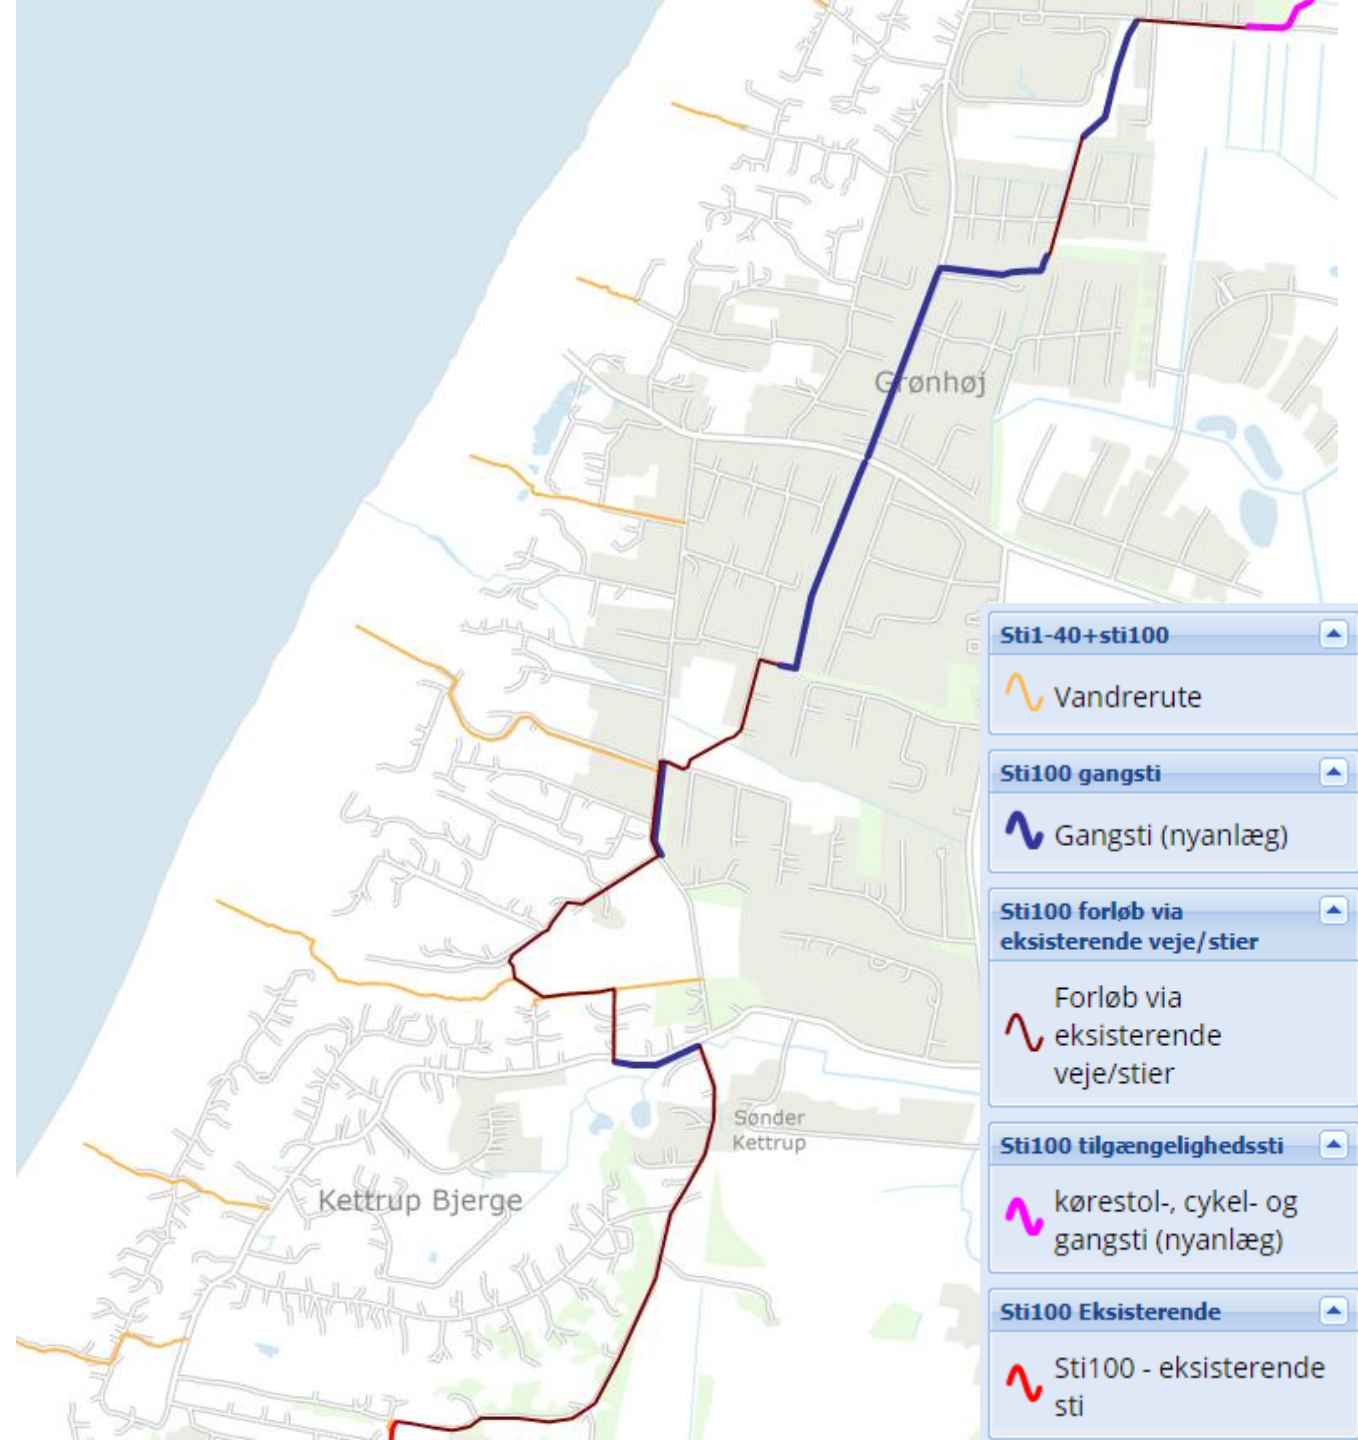 Grønhøj
Sti1-40+sti100
Vandrerute
Sti100 gangsti
Gangsti (nyanlæg)
Sti100 forløb via
eksisterende veje/stier
Forløb via
eksisterende
veje/stier
Sønder
Kettrup
Sti100 tilgængelighedssti
Kettrup Bjerge
kørestol-, cykel- og
gangsti (nyanlæg)
Sti100 Eksisterende
Sti100 - eksisterende
sti